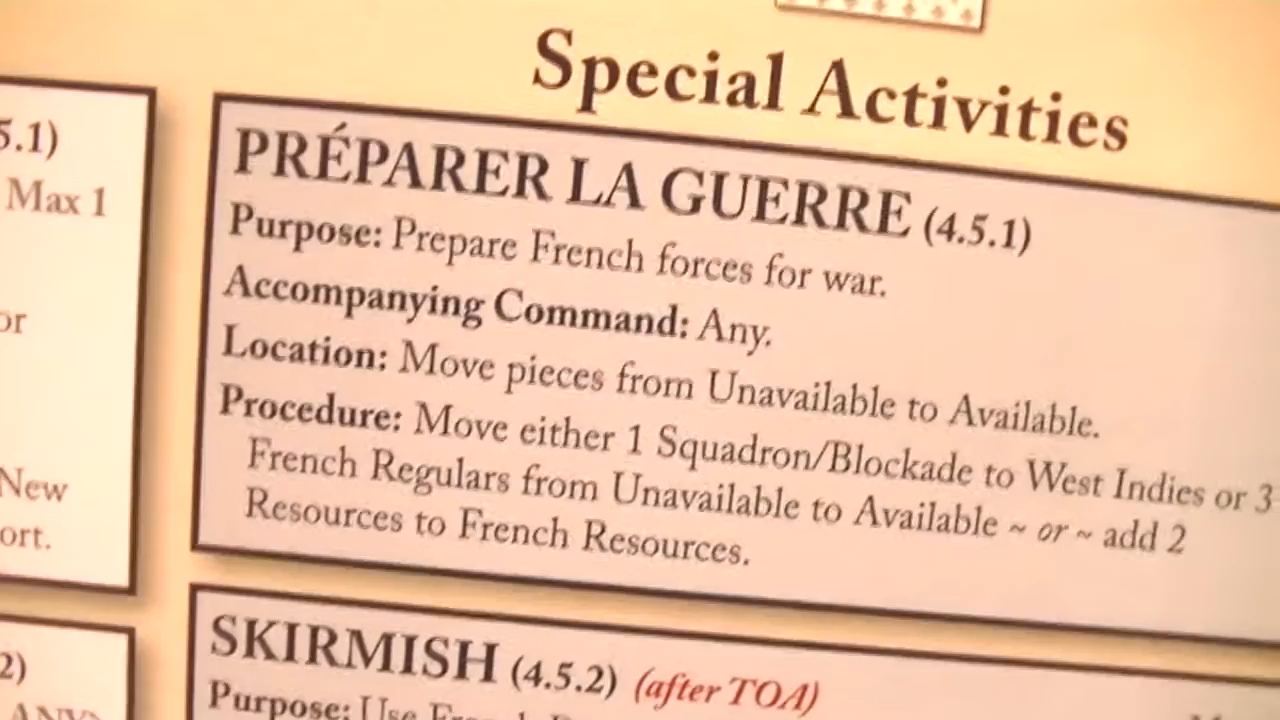 Special Activities
5.1)
Max 1
or
New
ort.
2)
ANY)
PRÉPARER LA GUERRE (4.5.1)
Purpose: Prepare French forces for war.
Accompanying Command: Any.
Location: Move pieces from Unavailable to Available.
Procedure: Move either 1 Squadron/Blockade to West Indies or 3
French Regulars from Unavailable to Available ~ or ~ add 2
Resources to French Resources.
SKIRMISH (4.5.2) (after TOA)
Purpose: Use